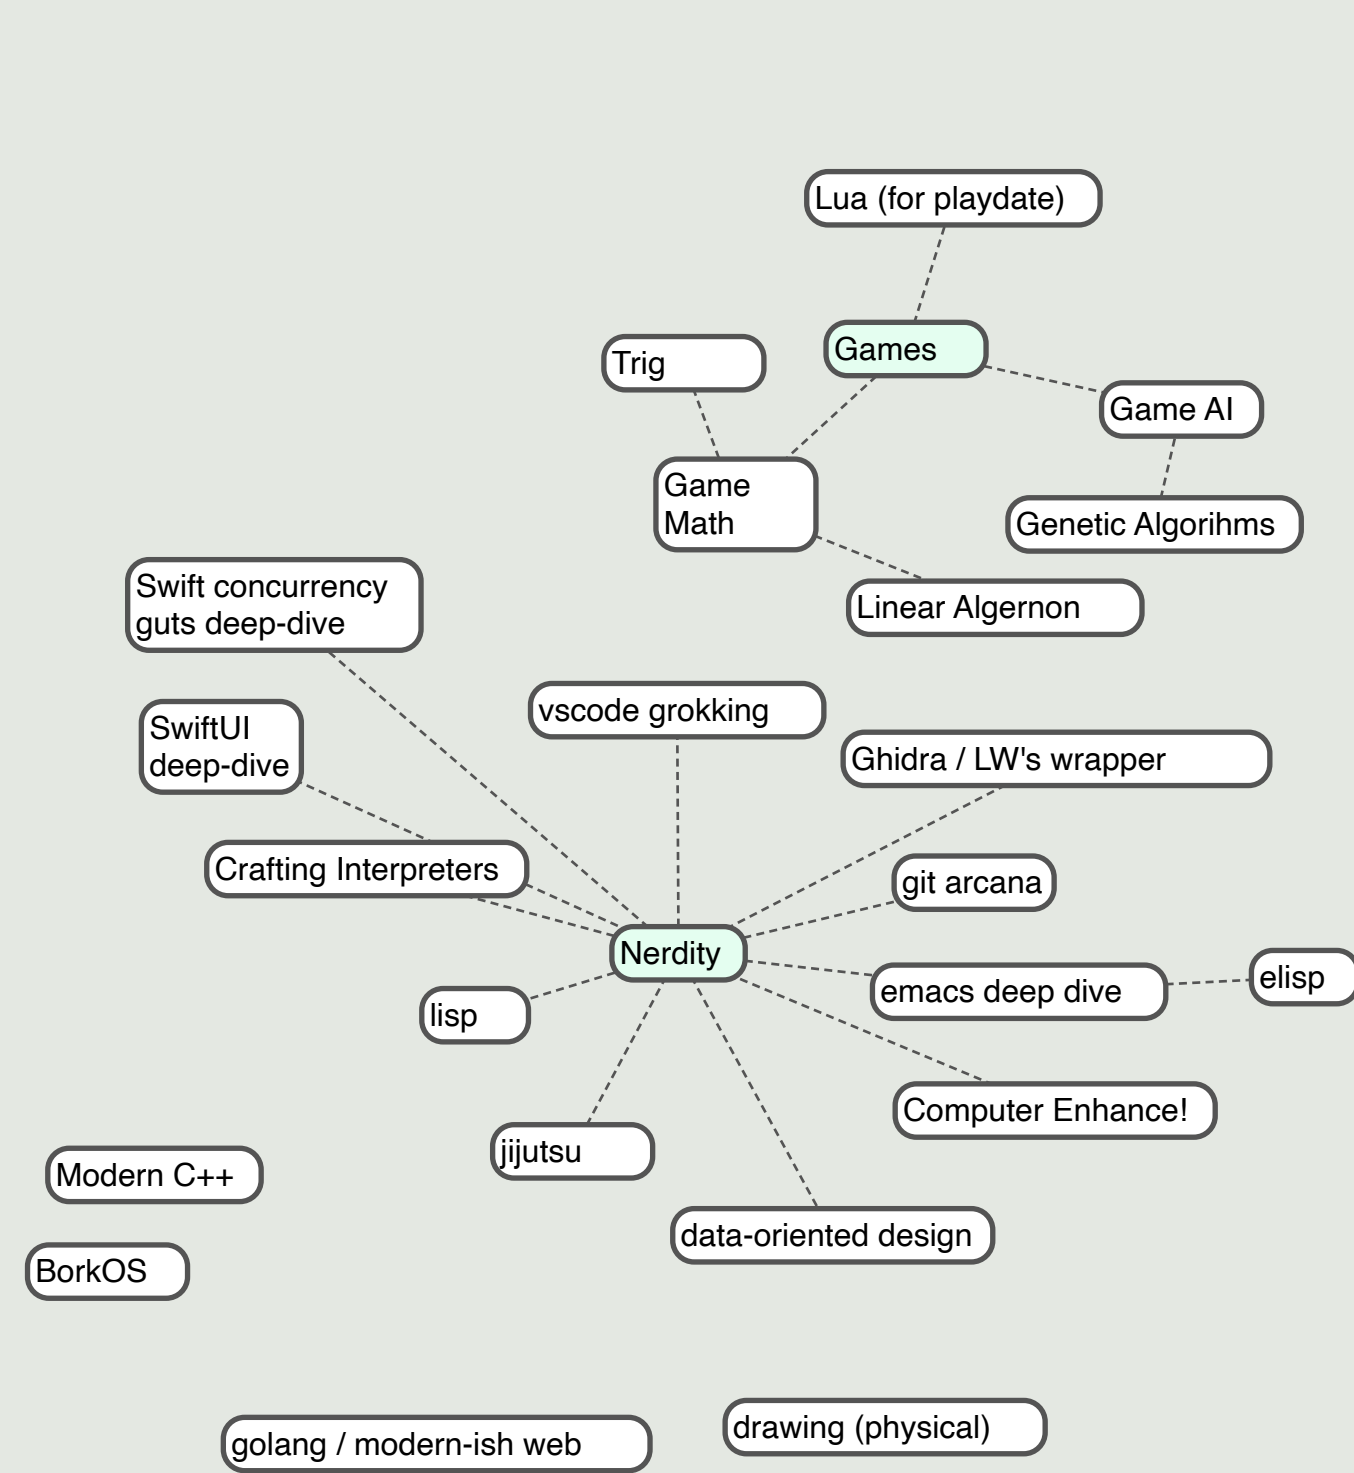 Lua (for playdate)
Games
Trig
Game AI
Game
Math
Genetic Algorihms
Linear Algernon
Swift concurrency
guts deep-dive
vscode grokking
SwiftUI
deep-dive
Ghidra / LW's wrapper
Crafting Interpreters
git arcana
Nerdity
elisp
emacs deep dive
lisp
Computer Enhance!
jijutsu
Modern C++
data-oriented design
BorkOS
drawing (physical)
golang / modern-ish web